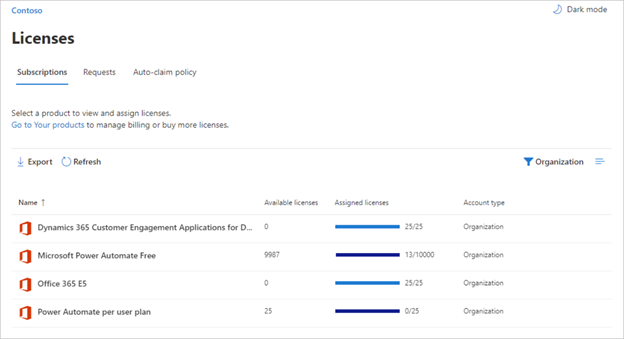 Contoso
Dark mode
Licenses
Subscriptions Requests Auto-claim policy
Select a product to view and assign licenses.
Go to Your products to manage billing or buy more licenses.
Export Refresh Organization
Name ↑ Available licenses Assigned licenses Account type
Dynamics 365 Customer Engagement Applications for D... 0 25/25 Organization
Microsoft Power Automate Free 9987 13/10000 Organization
Office 365 E5 0 25/25 Organization
Power Automate per user plan 25 0/25 Organization